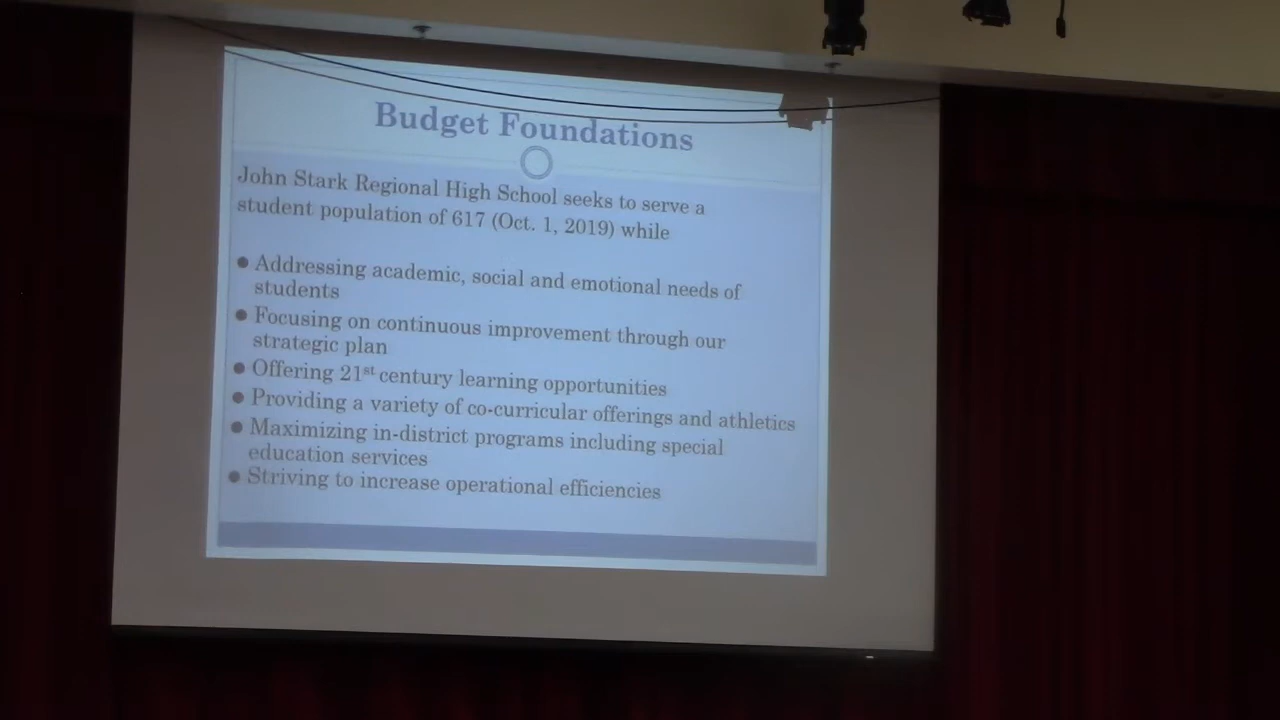 Budget Foundations
John Stark Regional High School seeks to serve a
student population of 617 (Oct. 1, 2019) while
● Addressing academic, social and emotional needs of
students
● Focusing on continuous improvement through our
strategic plan
● Offering 21st century learning opportunities
● Providing a variety of co-curricular offerings and athletics
● Maximizing in-district programs including special
education services
● Striving to increase operational efficiencies